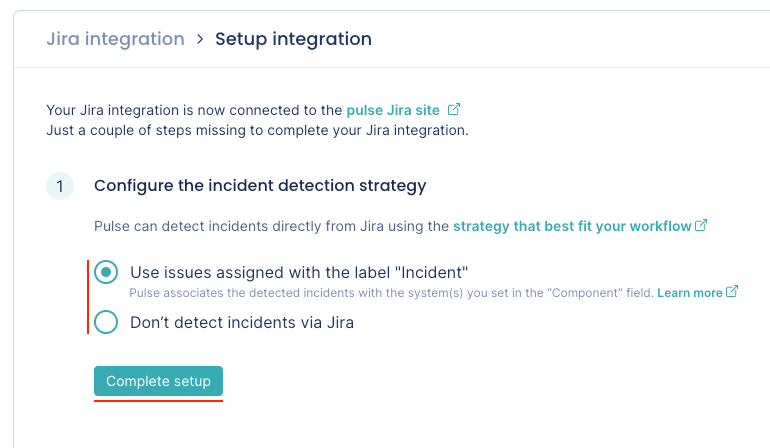 Jira integration > Setup integration
Your Jira integration is now connected to the pulse Jira site
Just a couple of steps missing to complete your Jira integration.
1 Configure the incident detection strategy
Pulse can detect incidents directly from Jira using the strategy that best fit your workflow
Use issues assigned with the label "Incident"
Pulse associates the detected incidents with the system(s) you set in the “Component” field. Learn more
Don’t detect incidents via Jira
Complete setup